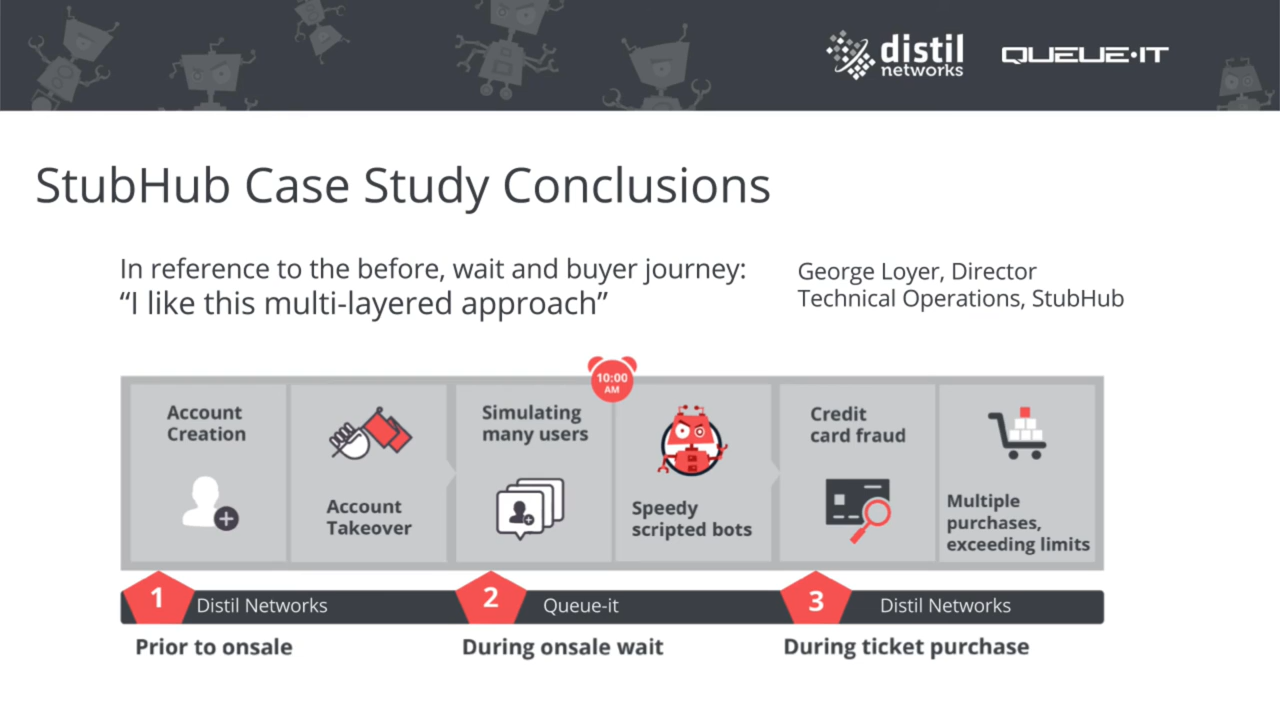 distil
networks
QUEUE·IT
StubHub Case Study Conclusions
In reference to the before, wait and buyer journey:
“I like this multi-layered approach”
George Loyer, Director
Technical Operations, StubHub
10:00
AM
Account
Creation
Account
Takeover
Simulating
many users
Speedy
scripted bots
Credit
card fraud
Multiple
purchases,
exceeding limits
1 Distil Networks
2 Queue-it
3 Distil Networks
Prior to onsale
During onsale wait
During ticket purchase